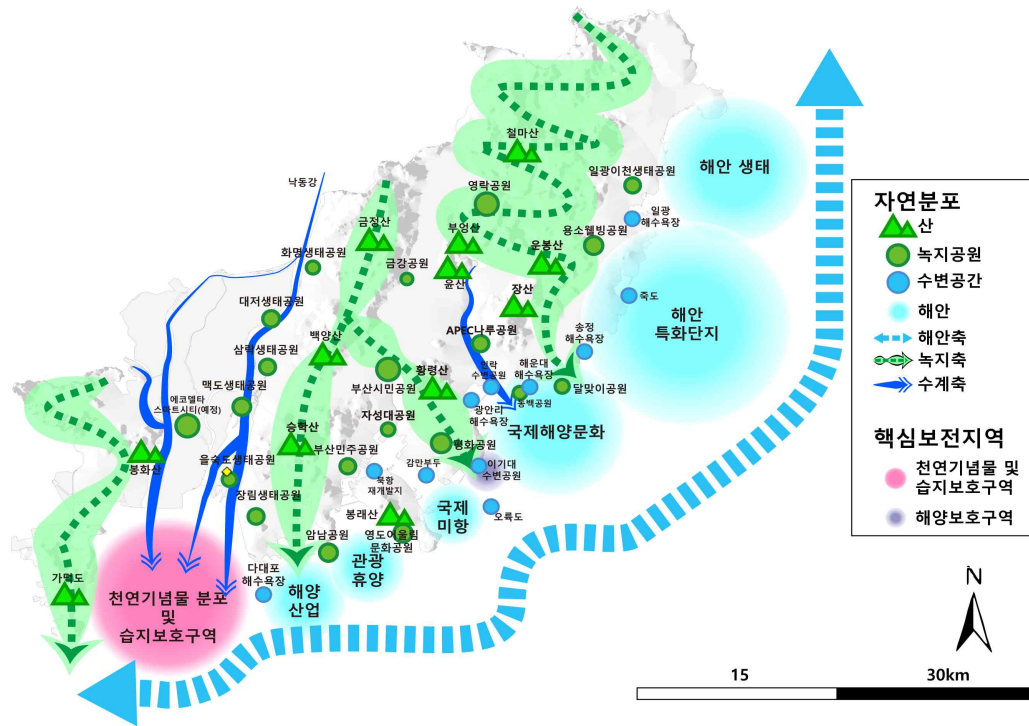 철마산
해안 생태
일광이천생태공원
낙동강
영락공원
일광
해수욕장
금정산
부엉산
용소웰빙공원
화명생태공원
금강공원
운봉산
윤산
대저생태공원
장산
죽도
해안
특화단지
백양산
APEC나루공원
송정
해수욕장
삼락생태공원
민락
수변공원
해운대
해수욕장
맥도생태공원
부산시민공원
황령산
달맞이공원
동백공원
에코델타
스마트시티(예정)
광안리
해수욕장
자성대공원
국제해양문화
승학산
봉화산
부산민주공원
평화공원
을숙도생태공원
감만부두
이기대
수변공원
북항
재개발지
장림생태공원
국제
미항
오륙도
봉래산
암남공원
영도어울림
문화공원
관광
휴양
가덕도
다대포
해수욕장
해양
산업
천연기념물 분포
및
습지보호구역
자연분포
산
녹지공원
수변공간
해안
해안축
녹지축
수계축
핵심보전지역
천연기념물 및
습지보호구역
해양보호구역
N
15
30km